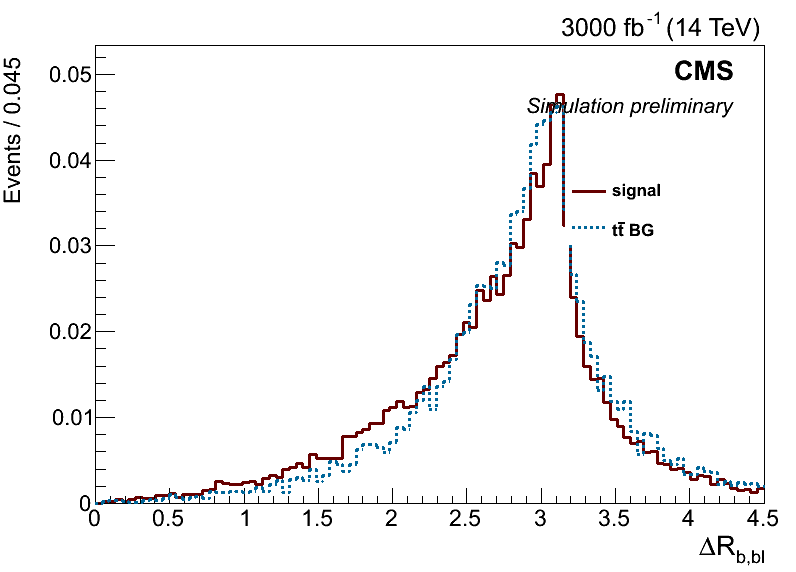 3000 fb⁻¹ (14 TeV)
CMS
Simulation preliminary
Events / 0.045
0.05
0.04
0.03
0.02
0.01
0
signal
tt̄ BG
0 0.5 1 1.5 2 2.5 3 3.5 4 4.5
ΔR_b,bl